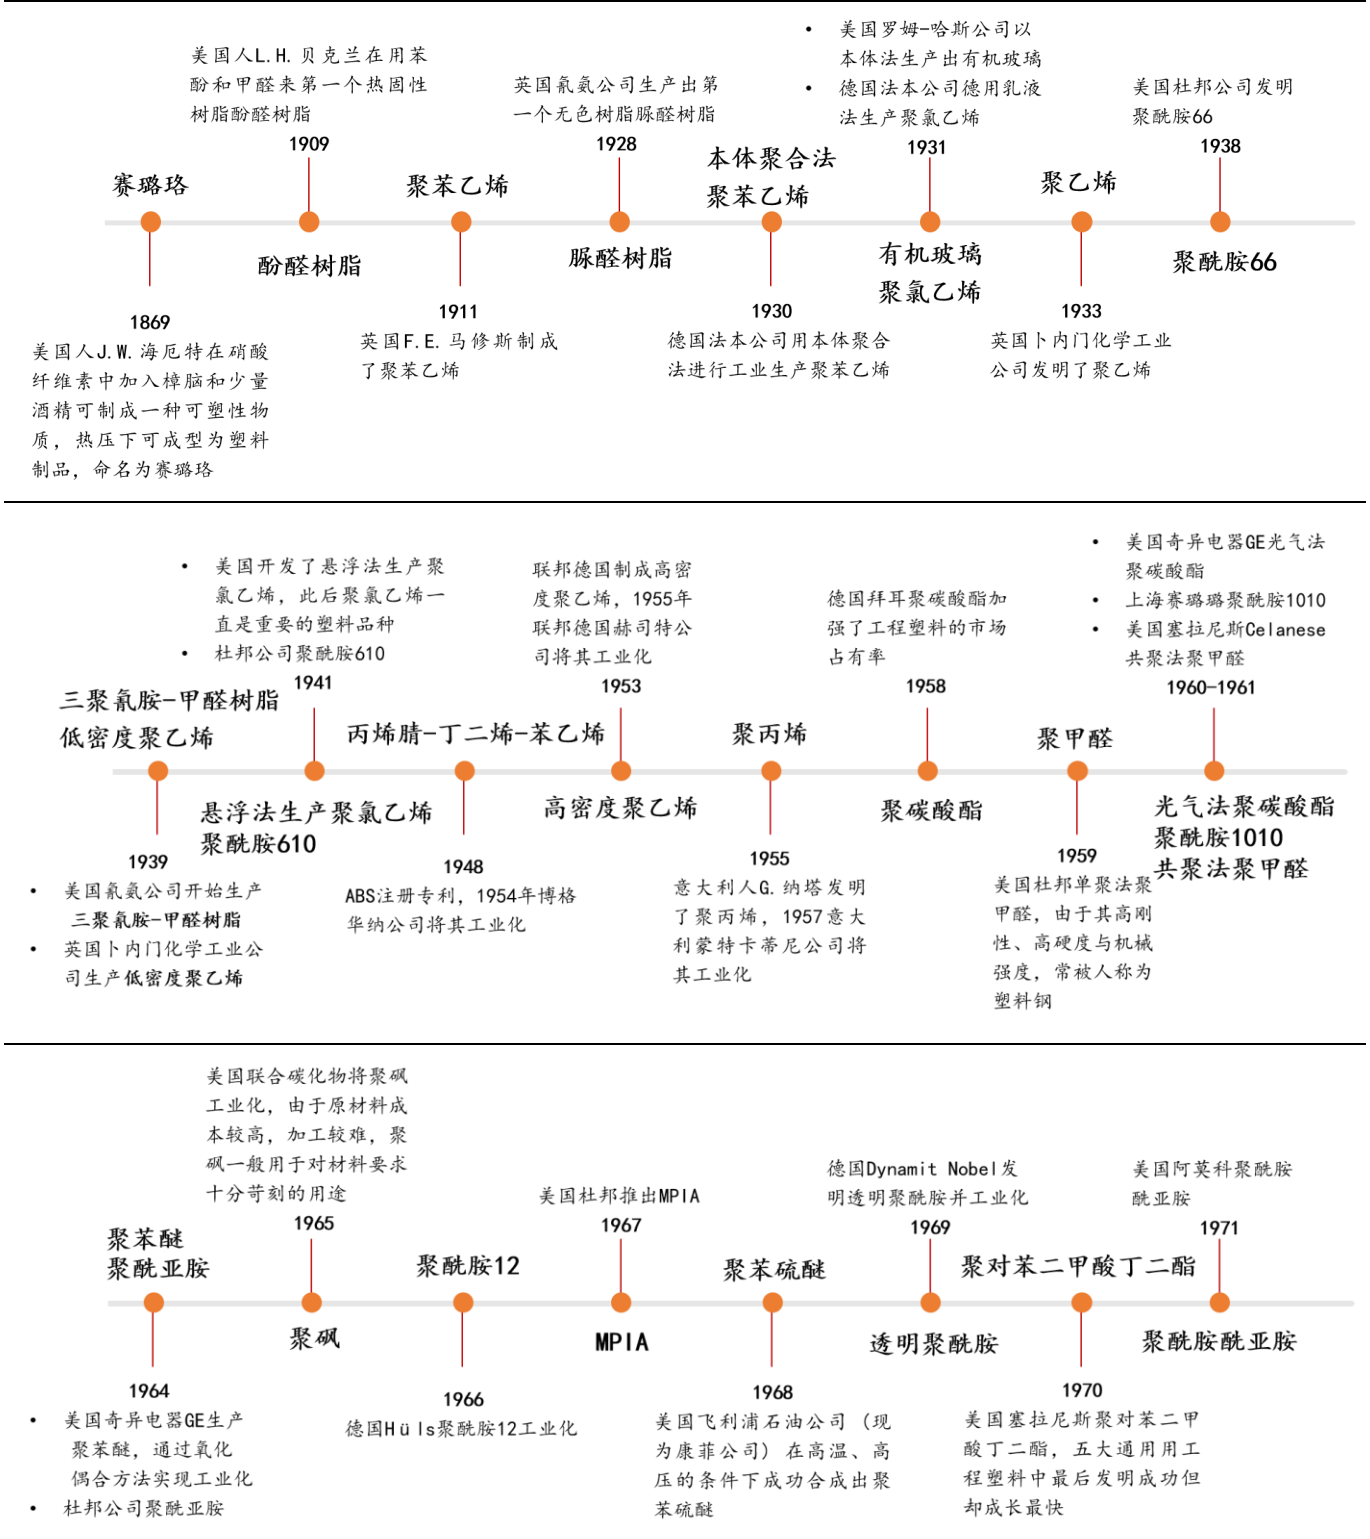 美国人L.H.贝克兰在用苯
酚和甲醛来第一个热固性
树脂酚醛树脂
1909
英国氰氨公司生产出第
一个无色树脂脲醛树脂
1928
• 美国罗姆-哈斯公司以
本体法生产出有机玻璃
• 德国法本公司德用乳液
法生产聚氯乙烯
1931
美国杜邦公司发明
聚酰胺66
1938
赛璐珞
聚苯乙烯
本体聚合法
聚苯乙烯
聚乙烯
酚醛树脂
脲醛树脂
有机玻璃
聚氯乙烯
聚酰胺66
1869
美国人J.W.海厄特在硝酸
纤维素中加入樟脑和少量
酒精可制成一种可塑性物
质，热压下可成型为塑料
制品，命名为赛璐珞
1911
英国F.E.马修斯制成
了聚苯乙烯
1930
德国法本公司用本体聚合
法进行工业生产聚苯乙烯
1933
英国卜内门化学工业
公司发明了聚乙烯
• 美国开发了悬浮法生产聚
氯乙烯，此后聚氯乙烯一
直是重要的塑料品种
• 杜邦公司聚酰胺610
1941
联邦德国制成高密
度聚乙烯，1955年
联邦德国赫司特公
司将其工业化
1953
德国拜耳聚碳酸酯加
强了工程塑料的市场
占有率
1958
• 美国奇异电器GE光气法
聚碳酸酯
• 上海赛璐璐聚酰胺1010
• 美国塞拉尼斯Celanese
共聚法聚甲醛
1960-1961
三聚氰胺-甲醛树脂
低密度聚乙烯
丙烯腈-丁二烯-苯乙烯
聚丙烯
聚甲醛
悬浮法生产聚氯乙烯
聚酰胺610
高密度聚乙烯
聚碳酸酯
光气法聚碳酸酯
聚酰胺1010
共聚法聚甲醛
1939
• 美国氰氨公司开始生产
三聚氰胺-甲醛树脂
• 英国卜内门化学工业公
司生产低密度聚乙烯
1948
ABS注册专利，1954年博格
华纳公司将其工业化
1955
意大利人G.纳塔发明
了聚丙烯，1957意大
利蒙特卡蒂尼公司将
其工业化
1959
美国杜邦单聚法聚
甲醛，由于其高刚
性、高硬度与机械
强度，常被人称为
塑料钢
美国联合碳化物将聚砜
工业化，由于原材料成
本较高，加工较难，聚
砜一般用于对材料要求
十分苛刻的用途
1965
美国杜邦推出MPIA
1967
德国Dynamit Nobel发
明透明聚酰胺并工业化
1969
美国阿莫科聚酰胺
酰亚胺
1971
聚苯醚
聚酰亚胺
聚酰胺12
聚苯硫醚
聚对苯二甲酸丁二酯
聚砜
MPIA
透明聚酰胺
聚酰胺酰亚胺
1964
• 美国奇异电器GE生产
聚苯醚，通过氧化
偶合方法实现工业化
• 杜邦公司聚酰亚胺
1966
德国Hüls聚酰胺12工业化
1968
美国飞利浦石油公司（现
为康菲公司）在高温、高
压的条件下成功合成出聚
苯硫醚
1970
美国塞拉尼斯聚对苯二甲
酸丁二酯，五大通用用工
程塑料中最后发明成功但
却成长最快